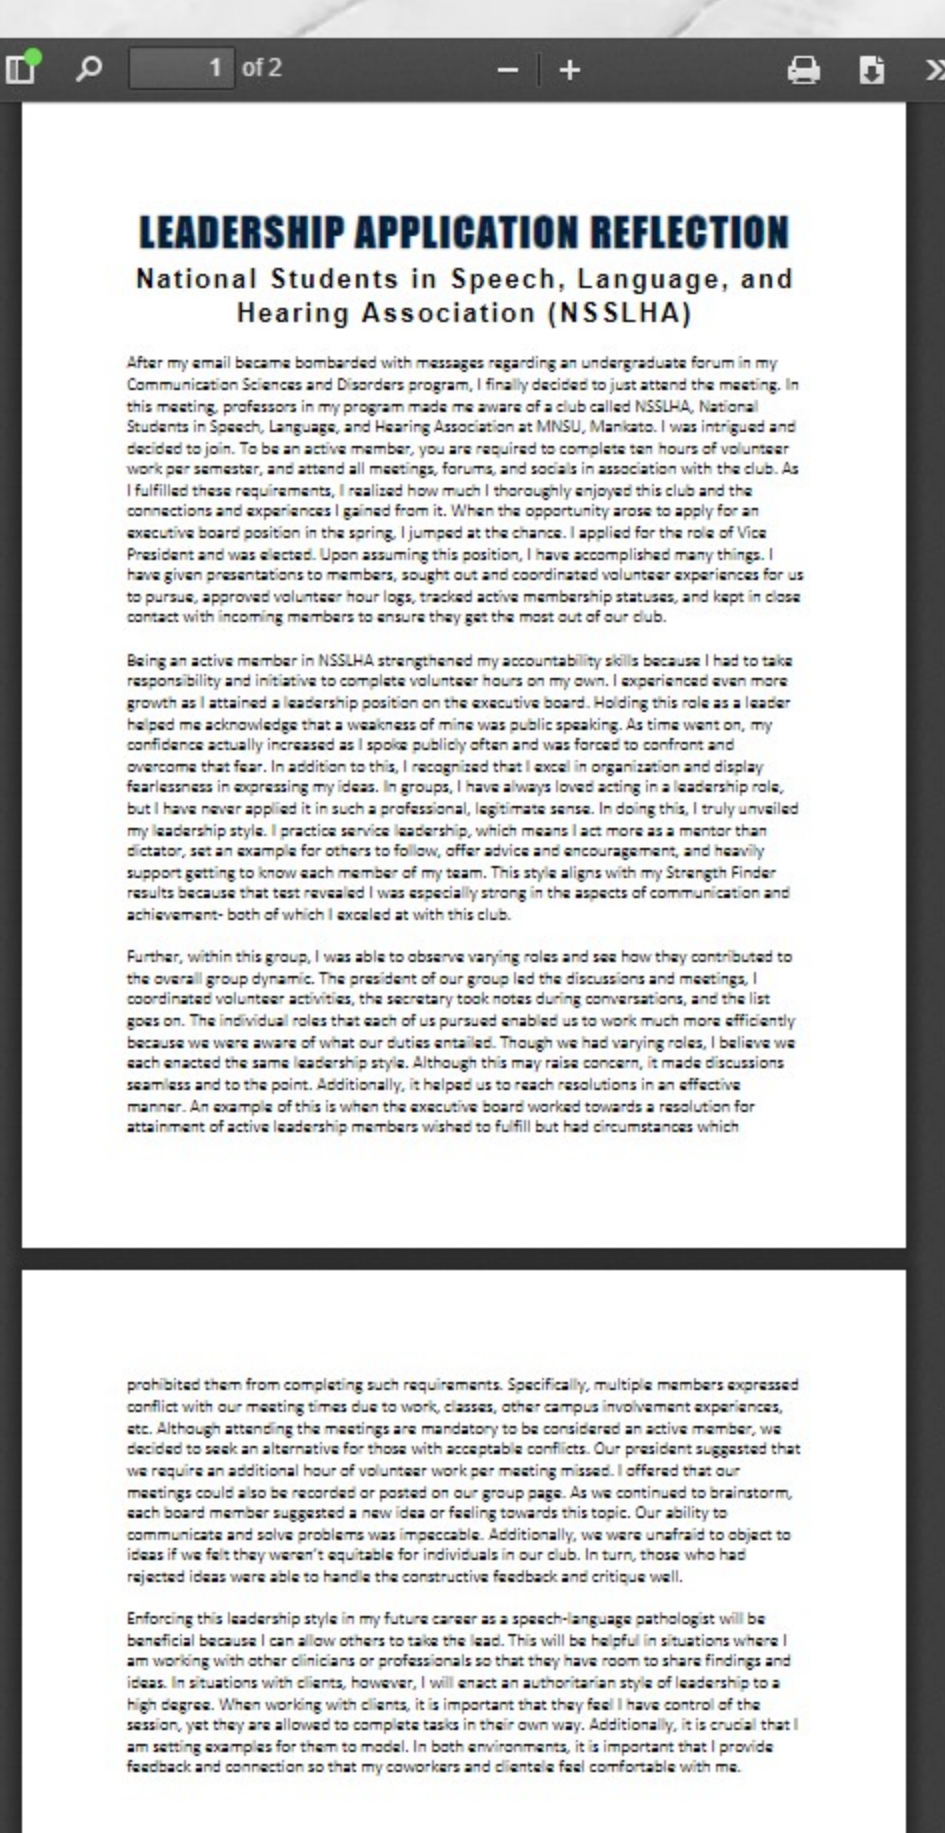 1 of 2
LEADERSHIP APPLICATION REFLECTION
National Students in Speech, Language, and
Hearing Association (NSSLHA)
After my email became bombarded with messages regarding an undergraduate forum in my
Communication Sciences and Disorders program, I finally decided to just attend the meeting. In
this meeting, professors in my program made me aware of a club called NSSLHA, National
Students in Speech, Language, and Hearing Association at MNSU, Mankato. I was intrigued and
decided to join. To be an active member, you are required to complete ten hours of volunteer
work per semester, and attend all meetings, forums, and socials in association with the club. As
I fulfilled these requirements, I realized how much I thoroughly enjoyed this club and the
connections and experiences I gained from it. When the opportunity arose to apply for an
executive board position in the spring, I jumped at the chance. I applied for the role of Vice
President and was elected. Upon assuming this position, I have accomplished many things. I
have given presentations to members, sought out and coordinated volunteer experiences for us
to pursue, approved volunteer hour logs, tracked active membership statuses, and kept in close
contact with incoming members to ensure they get the most out of our club.
Being an active member in NSSLHA strengthened my accountability skills because I had to take
responsibility and initiative to complete volunteer hours on my own. I experienced even more
growth as I attained a leadership position on the executive board. Holding this role as a leader
helped me acknowledge that a weakness of mine was public speaking. As time went on, my
confidence actually increased as I spoke publicly often and was forced to confront and
overcome that fear. In addition to this, I recognized that I excel in organization and display
fearlessness in expressing my ideas. In groups, I have always loved acting in a leadership role,
but I have never applied it in such a professional, legitimate sense. In doing this, I truly unveiled
my leadership style. I practice service leadership, which means I act more as a mentor than
dictator, set an example for others to follow, offer advice and encouragement, and heavily
support getting to know each member of my team. This style aligns with my Strength Finder
results because that test revealed I was especially strong in the aspects of communication and
achievement- both of which I exceled at with this club.
Further, within this group, I was able to observe varying roles and see how they contributed to
the overall group dynamic. The president of our group led the discussions and meetings, I
coordinated volunteer activities, the secretary took notes during conversations, and the list
goes on. The individual roles that each of us pursued enabled us to work much more efficiently
because we were aware of what our duties entailed. Though we had varying roles, I believe we
each enacted the same leadership style. Although this may raise concern, it made discussions
seamless and to the point. Additionally, it helped us to reach resolutions in an effective
manner. An example of this is when the executive board worked towards a resolution for
attainment of active leadership members wished to fulfill but had circumstances which
prohibited them from completing such requirements. Specifically, multiple members expressed
conflict with our meeting times due to work, classes, other campus involvement experiences,
etc. Although attending the meetings are mandatory to be considered an active member, we
decided to seek an alternative for those with acceptable conflicts. Our president suggested that
we require an additional hour of volunteer work per meeting missed. I offered that our
meetings could also be recorded or posted on our group page. As we continued to brainstorm,
each board member suggested a new idea or feeling towards this topic. Our ability to
communicate and solve problems was impeccable. Additionally, we were unafraid to object to
ideas if we felt they weren't equitable for individuals in our club. In turn, those who had
rejected ideas were able to handle the constructive feedback and critique well.
Enforcing this leadership style in my future career as a speech-language pathologist will be
beneficial because I can allow others to take the lead. This will be helpful in situations where I
am working with other clinicians or professionals so that they have room to share findings and
ideas. In situations with clients, however, I will enact an authoritarian style of leadership to a
high degree. When working with clients, it is important that they feel I have control of the
session, yet they are allowed to complete tasks in their own way. Additionally, it is crucial that I
am setting examples for them to model. In both environments, it is important that I provide
feedback and connection so that my coworkers and clientele feel comfortable with me.